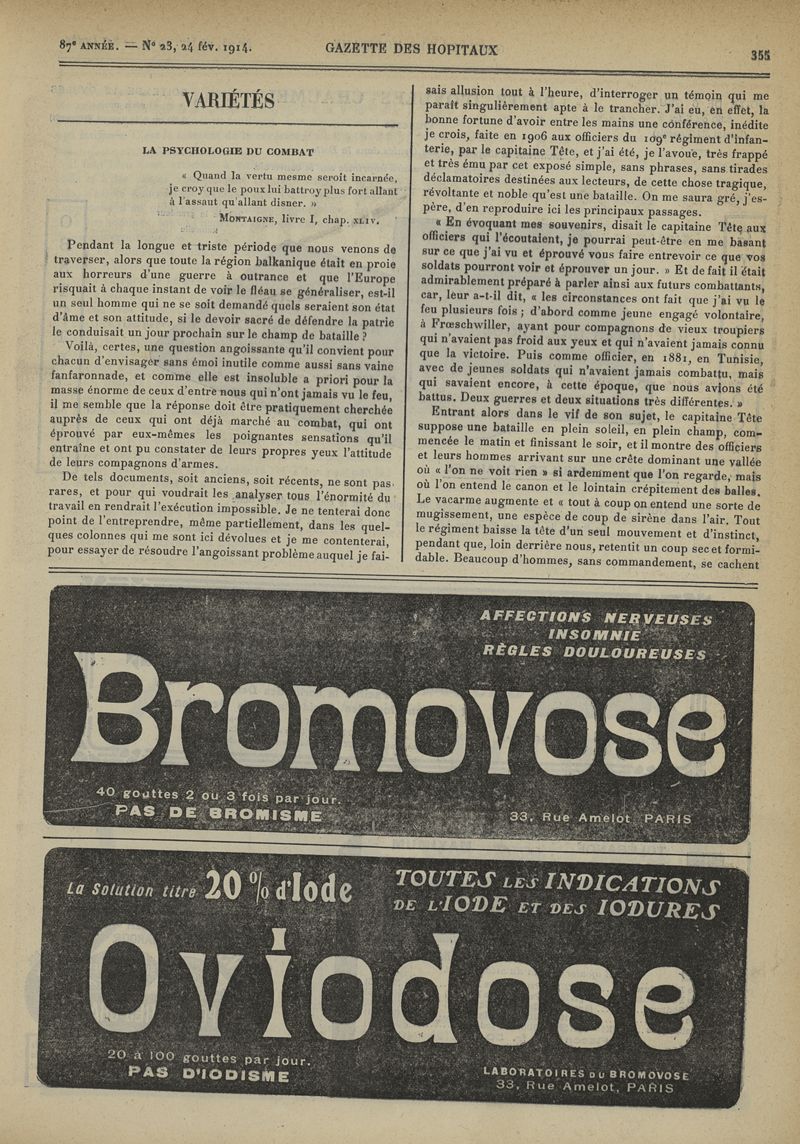 87e ANNÉE. — No 23, 24 fév. 1914.
GAZETTE DES HOPITAUX
355
VARIÉTÉS
LA PSYCHOLOGIE DU COMBAT
« Quand la vertu mesme seroit incarnée,
je croy que le poux lui battroy plus fort allant
à l'assaut qu'allant disner. »
MONTAIGNE, livre I, chap. XLIV.
Pendant la longue et triste période que nous venons de
traverser, alors que toute la région balkanique était en proie
aux horreurs d'une guerre à outrance et que l'Europe
risquait à chaque instant de voir le fléau se généraliser, est-il
un seul homme qui ne se soit demandé quels seraient son état
d'âme et son attitude, si le devoir sacré de défendre la patrie
le conduisait un jour prochain sur le champ de bataille ?
Voilà, certes, une question angoissante qu'il convient pour
chacun d'envisager sans émoi inutile comme aussi sans vaine
fanfaronnade, et comme elle est insoluble a priori pour la
masse énorme de ceux d'entre nous qui n'ont jamais vu le feu,
il me semble que la réponse doit être pratiquement cherchée
auprès de ceux qui ont déjà marché au combat, qui ont
éprouvé par eux-mêmes les poignantes sensations qu'il
entraîne et ont pu constater de leurs propres yeux l'attitude
de leurs compagnons d'armes.
De tels documents, soit anciens, soit récents, ne sont pas
rares, et pour qui voudrait les analyser tous l'énormité du
travail en rendrait l'exécution impossible. Je ne tenterai donc
point de l'entreprendre, même partiellement, dans les quel-
ques colonnes qui me sont ici dévolues et je me contenterai,
pour essayer de résoudre l'angoissant problème auquel je fai-
sais allusion tout à l'heure, d'interroger un témoin qui me
paraît singulièrement apte à le trancher. J'ai eu, en effet, la
bonne fortune d'avoir entre les mains une conférence, inédite
je crois, faite en 1906 aux officiers du 109e régiment d'infan-
terie, par le capitaine Tête, et j'ai été, je l'avoue, très frappé
et très ému par cet exposé simple, sans phrases, sans tirades
déclamatoires destinées aux lecteurs, de cette chose tragique,
révoltante et noble qu'est une bataille. On me saura gré, j'es-
père, d'en reproduire ici les principaux passages.
« En évoquant mes souvenirs, disait le capitaine Tête aux
officiers qui l'écoutaient, je pourrai peut-être en me basant
sur ce que j'ai vu et éprouvé vous faire entrevoir ce que vos
soldats pourront voir et éprouver un jour. » Et de fait il était
admirablement préparé à parler ainsi aux futurs combattants,
car, leur a-t-il dit, « les circonstances ont fait que j'ai vu le
feu plusieurs fois ; d'abord comme jeune engagé volontaire,
à Frœschwiller, ayant pour compagnons de vieux troupiers
qui n'avaient pas froid aux yeux et qui n'avaient jamais connu
que la victoire. Puis comme officier, en 1881, en Tunisie,
avec de jeunes soldats qui n'avaient jamais combattu, mais
qui savaient encore, à cette époque, que nous avions été
battus. Deux guerres et deux situations très différentes. »
Entrant alors dans le vif de son sujet, le capitaine Tête
suppose une bataille en plein soleil, en plein champ, com-
mencée le matin et finissant le soir, et il montre des officiers
et leurs hommes arrivant sur une crête dominant une vallée
où « l'on ne voit rien » si ardemment que l'on regarde, mais
où l'on entend le canon et le lointain crépitement des balles.
Le vacarme augmente et « tout à coup on entend une sorte de
mugissement, une espèce de coup de sirène dans l'air. Tout
le régiment baisse la tête d'un seul mouvement et d'instinct,
pendant que, loin derrière nous, retentit un coup sec et formi-
dable. Beaucoup d'hommes, sans commandement, se cachent
AFFECTIONS NERVEUSES
INSOMNIE
RÈGLES DOULOUREUSES
Bromovose
40 gouttes 2 ou 3 fois par jour.
PAS DE BROMISME
33, Rue Amelot PARIS
La Solution titre 20 % d'Iode
TOUTES LES INDICATIONS
DE L'IODE ET DES IODURES
Oviodose
20 à 100 gouttes par jour.
PAS D'IODISME
LABORATOIRES DU BROMOVOSE
33, Rue Amelot, PARIS